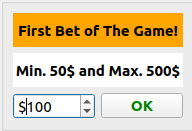 First Bet of The Game!
Min. 50$ and Max. 500$
$100
OK